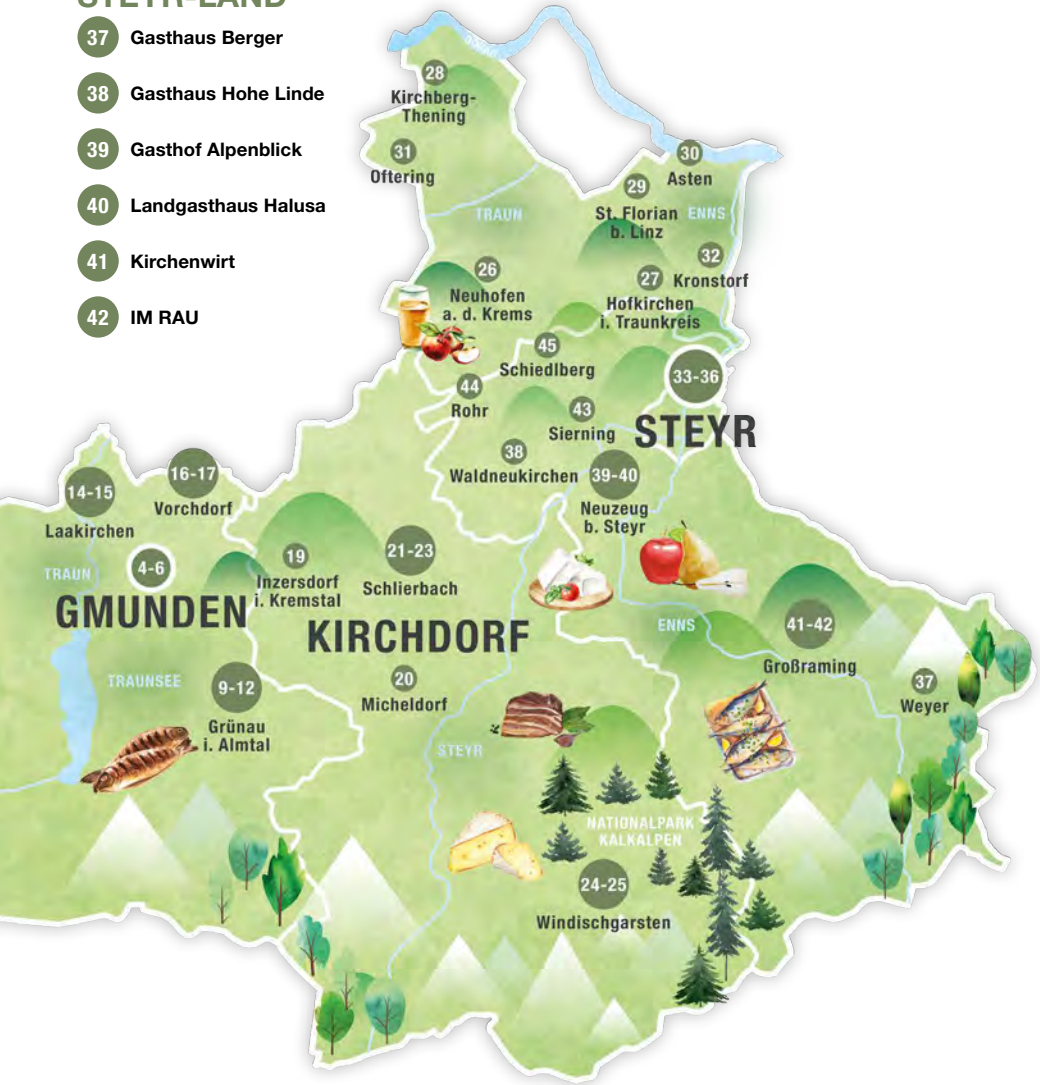 STEYR-LAND
37 Gasthaus Berger
38 Gasthaus Hohe Linde
39 Gasthof Alpenblick
40 Landgasthaus Halusa
41 Kirchenwirt
42 IM RAU
28
Kirchberg-
Thening
31
Oftering
30
Asten
29
St. Florian
b. Linz
TRAUN
ENNS
32
Kronstorf
26
Neuhofen
a. d. Krems
27
Hofkirchen
i. Traunkreis
45
Schiedlberg
33-36
STEYR
44
Rohr
43
Sierning
38
Waldneukirchen
39-40
Neuzeug
b. Steyr
14-15
Laakirchen
16-17
Vorchdorf
TRAUN
4-6
GMUNDEN
19
Inzersdorf
i. Kremstal
21-23
Schlierbach
KIRCHDORF
ENNS
41-42
Großraming
TRAUNSEE
9-12
Grünau
i. Almtal
20
Micheldorf
37
Weyer
STEYR
NATIONALPARK
KALKALPEN
24-25
Windischgarsten